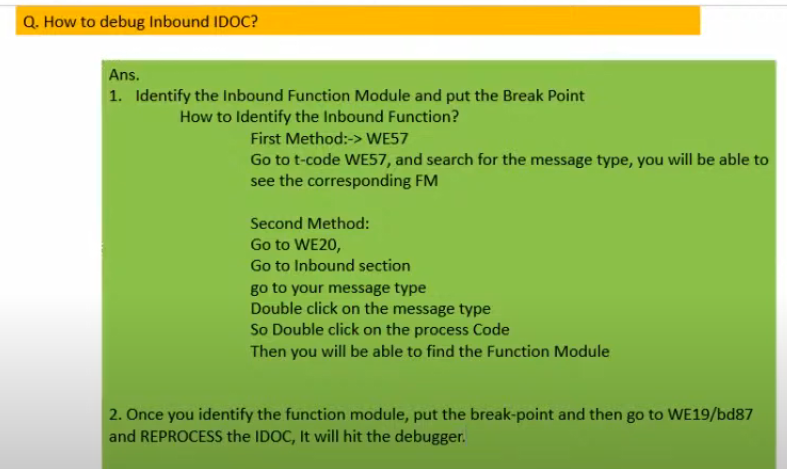 Q. How to debug Inbound IDOC?
Ans.
1. Identify the Inbound Function Module and put the Break Point
How to Identify the Inbound Function?
First Method:-> WE57
Go to t-code WE57, and search for the message type, you will be able to
see the corresponding FM
Second Method:
Go to WE20,
Go to Inbound section
go to your message type
Double click on the message type
So Double click on the process Code
Then you will be able to find the Function Module
2. Once you identify the function module, put the break-point and then go to WE19/bd87
and REPROCESS the IDOC, It will hit the debugger.